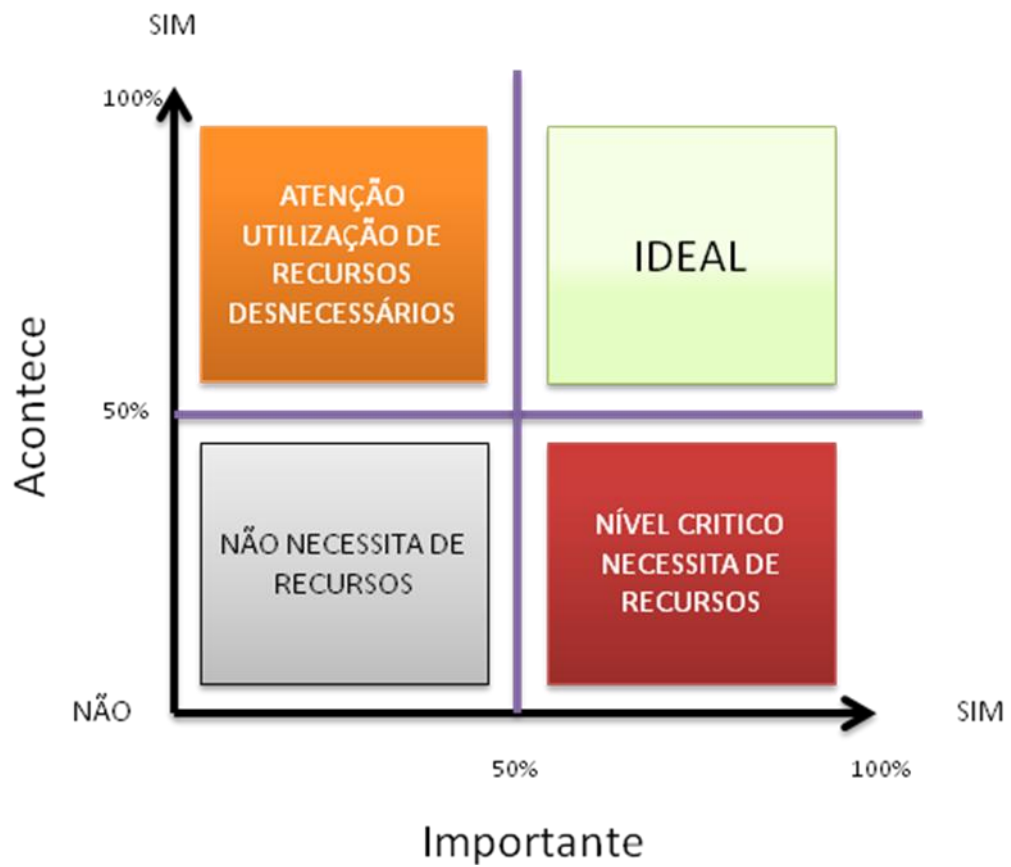 SIM
100%
ATENÇÃO
UTILIZAÇÃO DE
RECURSOS
DESNECESSÁRIOS
IDEAL
Acontece
50%
NÃO NECESSITA DE
RECURSOS
NÍVEL CRITICO
NECESSITA DE
RECURSOS
NÃO
SIM
50%
100%
Importante